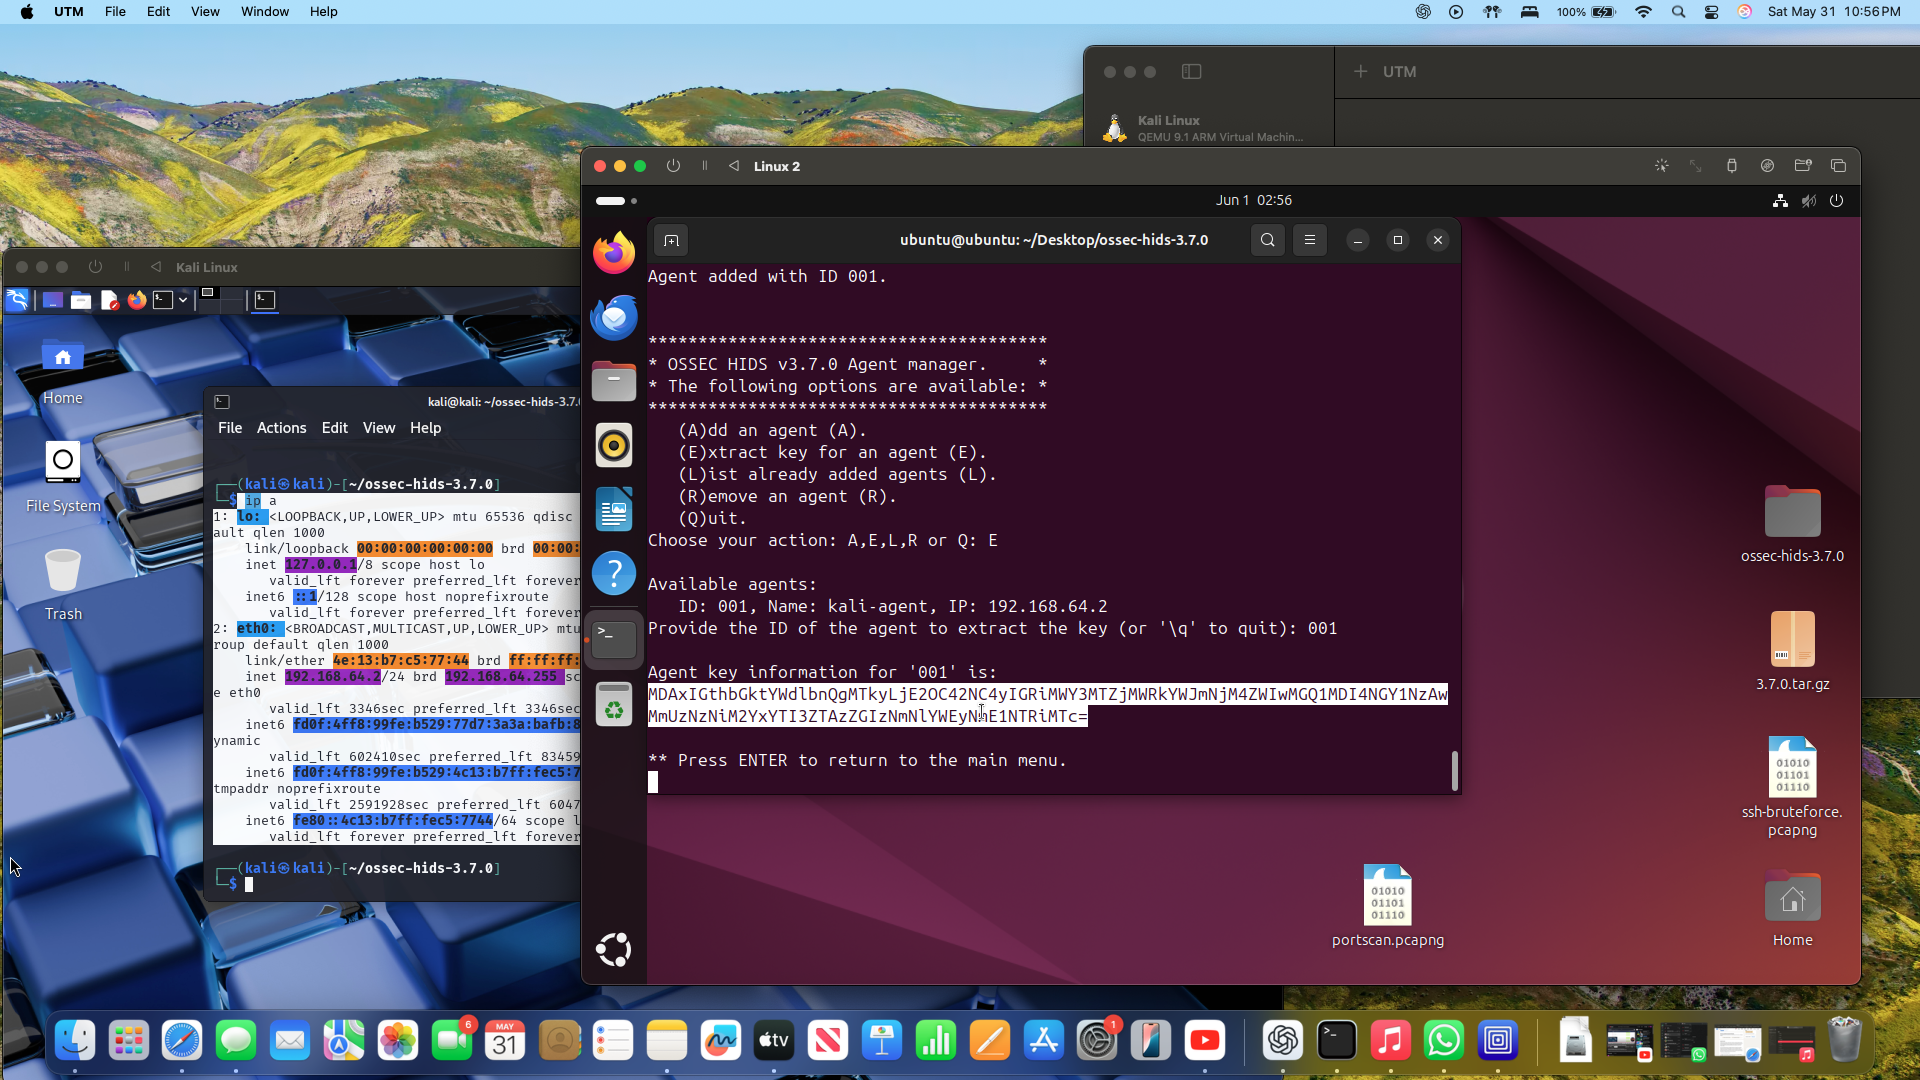 UTM File Edit View Window Help
100% Sat May 31 10:56 PM
UTM
Kali Linux
QEMU 9.1 ARM Virtual Machin...
Linux 2
Jun 1 02:56
ubuntu@ubuntu: ~/Desktop/ossec-hids-3.7.0
Agent added with ID 001.
****************************************
* OSSEC HIDS v3.7.0 Agent manager.     *
* The following options are available: *
****************************************
(A)dd an agent (A).
(E)xtract key for an agent (E).
(L)ist already added agents (L).
(R)emove an agent (R).
(Q)uit.
Choose your action: A,E,L,R or Q: E
Available agents:
ID: 001, Name: kali-agent, IP: 192.168.64.2
Provide the ID of the agent to extract the key (or '\q' to quit): 001
Agent key information for '001' is:
MDAxIGthbGktYWdlbnQgMTkyLjE2OC42NC4yIGRiMWY3MTZjMWRkYWJmNjM4ZWIwMGQ1MDI4NGY1NzAw
** Press ENTER to return to the main menu.
ossec-hids-3.7.0
3.7.0.tar.gz
01010
01101
01110
ssh-bruteforce.
pcapng
01010
01101
01110
portscan.pcapng
Home
Kali Linux
Home
File System
Trash
kali@kali: ~/ossec-hids-3.7.
File Actions Edit View Help
(kali㉿kali)-[~/ossec-hids-3.7.0]
$ ip a
1: lo: <LOOPBACK,UP,LOWER_UP> mtu 65536 qdisc
ault qlen 1000
link/loopback 00:00:00:00:00:00 brd 00:00:
inet 127.0.0.1/8 scope host lo
valid_lft forever preferred_lft forever
inet6 ::1/128 scope host noprefixroute
valid_lft forever preferred_lft forever
2: eth0: <BROADCAST,MULTICAST,UP,LOWER_UP> mtu
roup default qlen 1000
link/ether 4e:13:b7:c5:77:44 brd ff:ff:ff:
inet 192.168.64.2/24 brd 192.168.64.255 sc
e eth0
valid_lft 3346sec preferred_lft 3346sec
inet6 fd0f:4ff8:99fe:b529:77d7:3a3a:bafb:8
ynamic
valid_lft 602410sec preferred_lft 83459
inet6 fd0f:4ff8:99fe:b529:4c13:b7ff:fec5:7
tmpaddr noprefixroute
valid_lft 2591928sec preferred_lft 6047
inet6 fe80::4c13:b7ff:fec5:7744/64 scope l
valid_lft forever preferred_lft forever
(kali㉿kali)-[~/ossec-hids-3.7.0]
$
6
MAY
31
tv
1